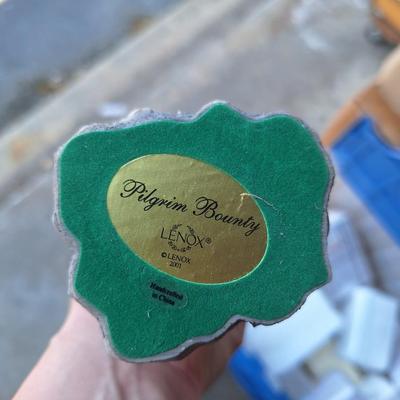 Pilgrim Bounty
LENOX®
© LENOX
2001
Handcrafted
in China